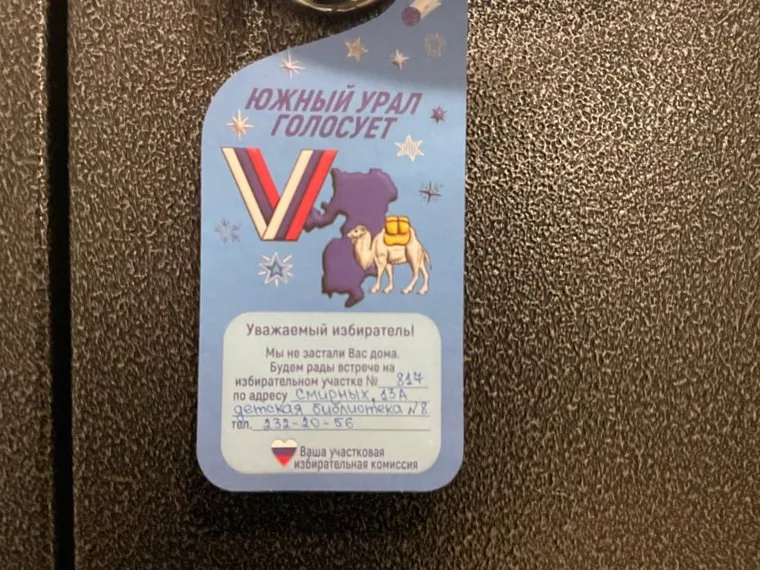 ЮЖНЫЙ УРАЛ
ГОЛОСУЕТ
Уважаемый избиратель!
Мы не застали Вас дома.
Будем рады встрече на
избирательном участке № 817
по адресу Смирных, 13А
детская библиотека №8
тел. 232-20-56
Ваша участковая
избирательная комиссия